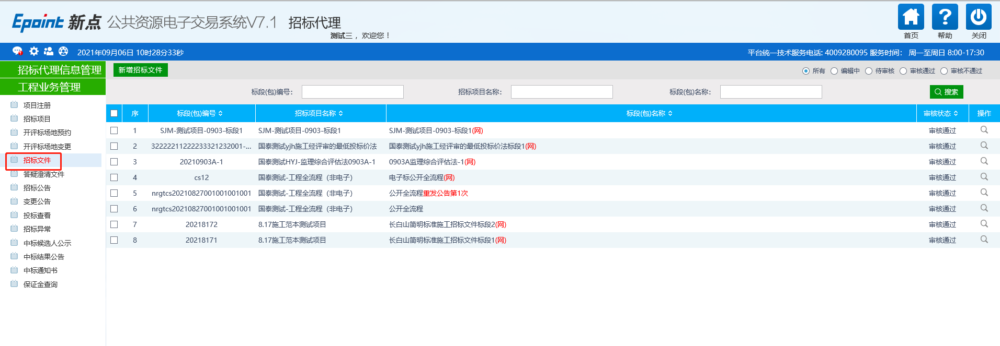 Epoint 新点 公共资源电子交易系统V7.1 招标代理
测试三，欢迎您！
首页 帮助 关闭
2021年09月06日 10时28分33秒
平台统一技术服务电话: 4009280095 服务时间： 周一至周日 8:00-17:30
招标代理信息管理
工程业务管理
项目注册
招标项目
开评标场地预约
开评标场地变更
招标文件
答疑澄清文件
招标公告
变更公告
投标查看
招标异常
中标候选人公示
中标结果公告
中标通知书
保证金查询
新增招标文件
所有 编辑中 待审核 审核通过 审核不通过
标段(包)编号： 招标项目名称： 标段(包)名称： 搜索
序 标段(包)编号 招标项目名称 标段(包)名称 审核状态 操作
1 SJM-测试项目-0903-标段1 SJM-测试项目-0903-标段1 SJM-测试项目-0903-标段1(网) 审核通过
2 32222211222233321232001-... 国泰测试yjh施工经评审的最低投标价法 国泰测试yjh施工经评审的最低投标价法标段1(网) 审核通过
3 20210903A-1 国泰测试HYJ-监理综合评估法0903A-1 0903A监理综合评估法-1(网) 审核通过
4 cs12 国泰测试-工程全流程（非电子） 电子标公开全流程(网) 审核通过
5 nrgtcs20210827001001001001 国泰测试-工程全流程（非电子） 公开全流程重发公告第1次 审核通过
6 nrgtcs20210827001001001001 国泰测试-工程全流程（非电子） 公开全流程 审核通过
7 20218172 8.17施工范本测试项目 长白山简明标准施工招标文件标段2(网) 审核通过
8 20218171 8.17施工范本测试项目 长白山简明标准施工招标文件标段1(网) 审核通过